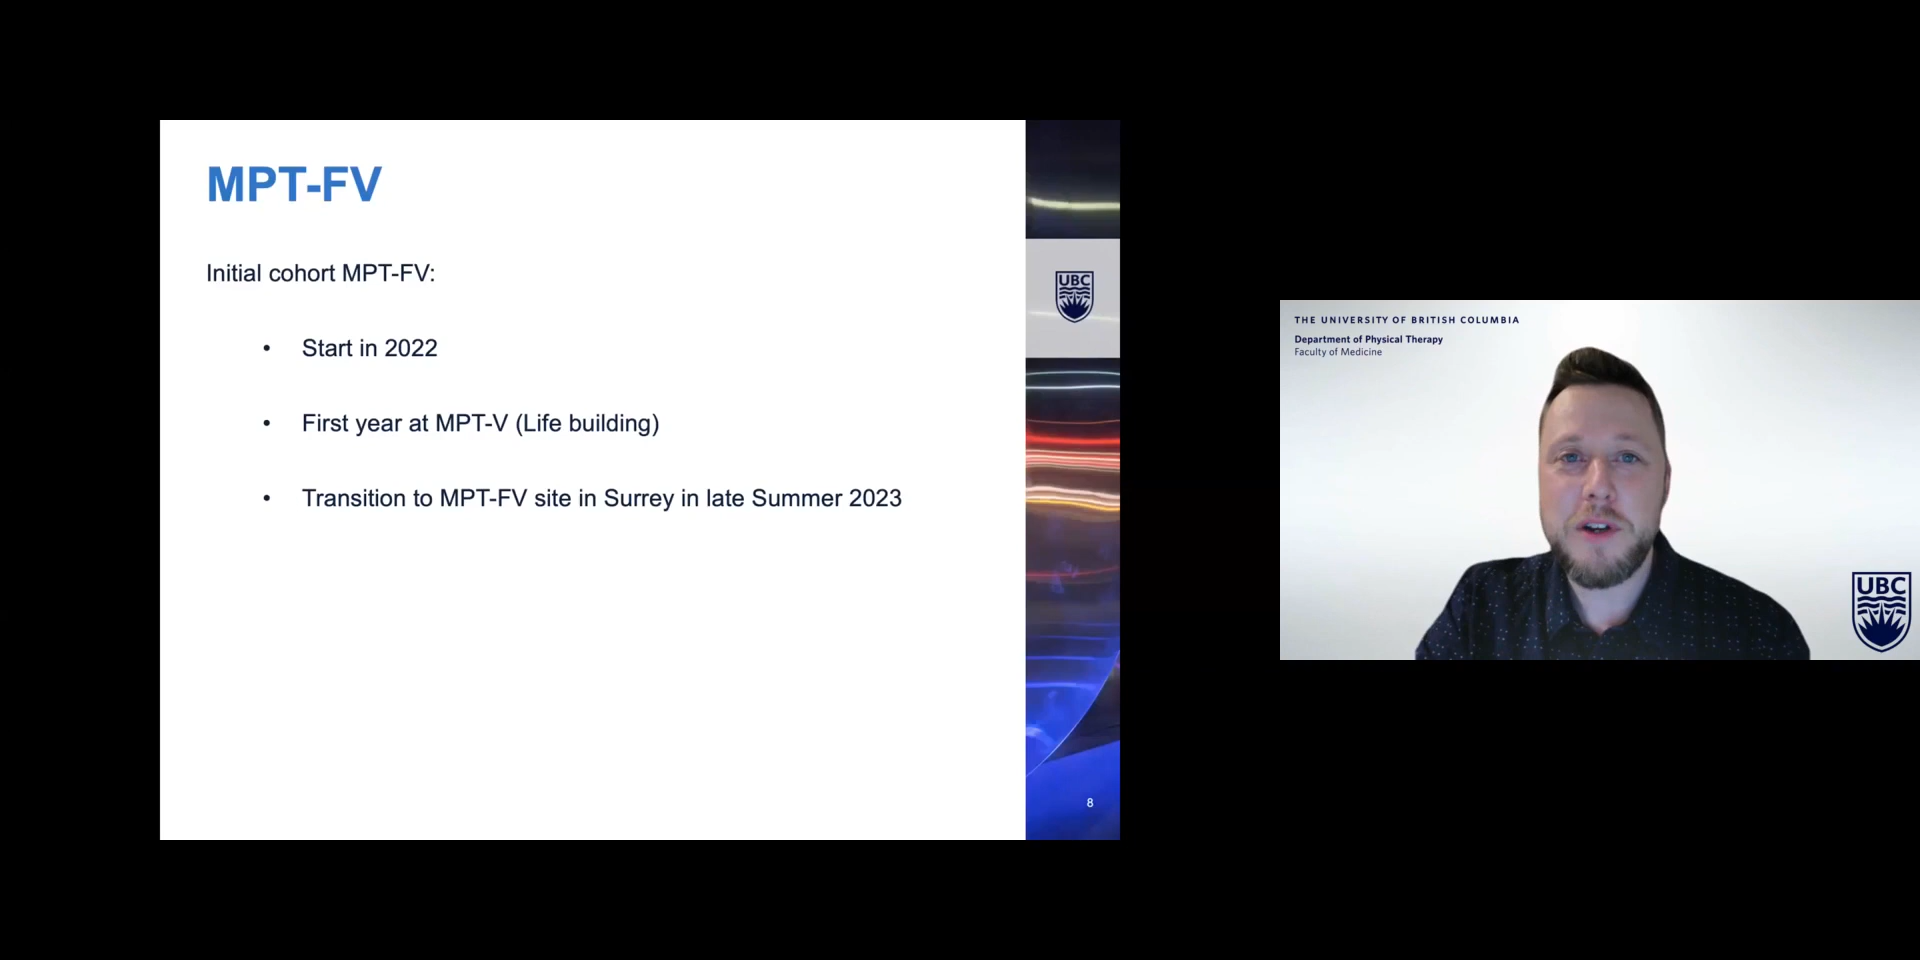 MPT-FV
Initial cohort MPT-FV:
• Start in 2022
• First year at MPT-V (Life building)
• Transition to MPT-FV site in Surrey in late Summer 2023
UBC
8
THE UNIVERSITY OF BRITISH COLUMBIA
Department of Physical Therapy
Faculty of Medicine
UBC